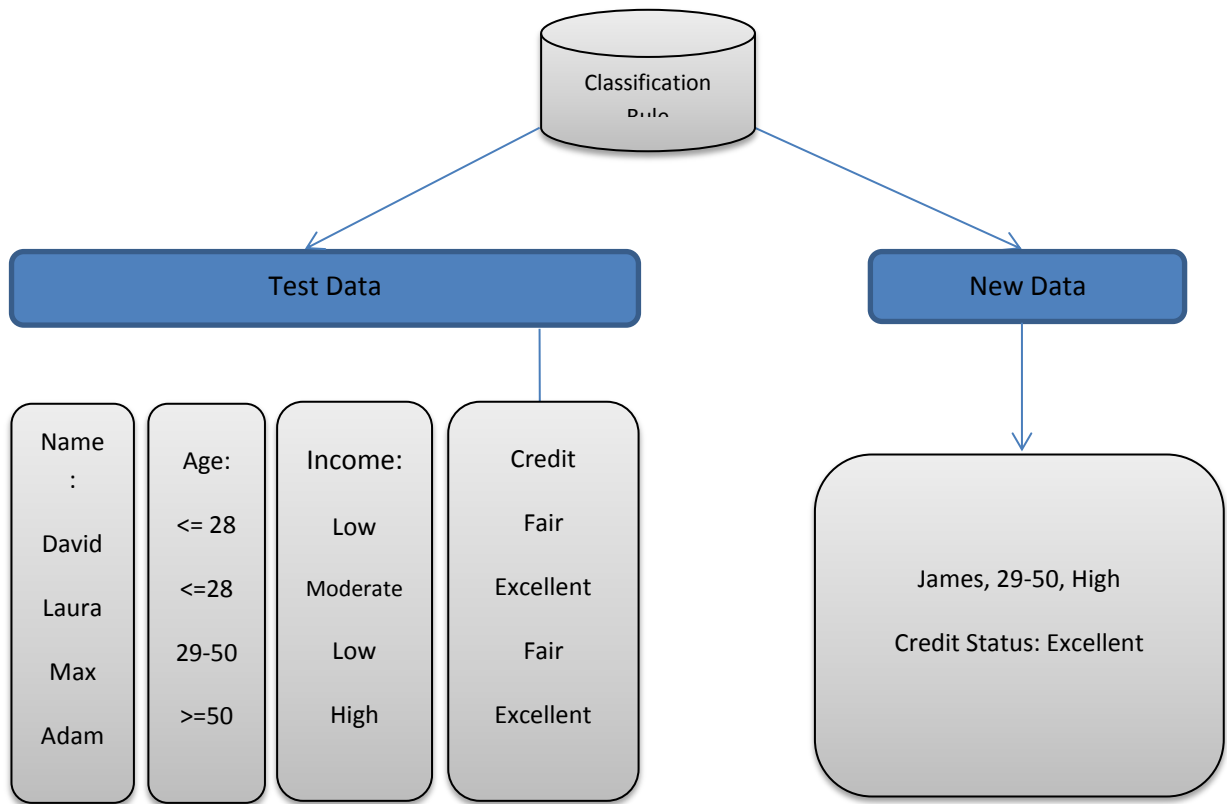 Classification
Test Data
New Data
Name
:
David
Laura
Max
Adam
Age:
<= 28
<=28
29-50
>=50
Income:
Low
Moderate
Low
High
Credit
Fair
Excellent
Fair
Excellent
James, 29-50, High
Credit Status: Excellent